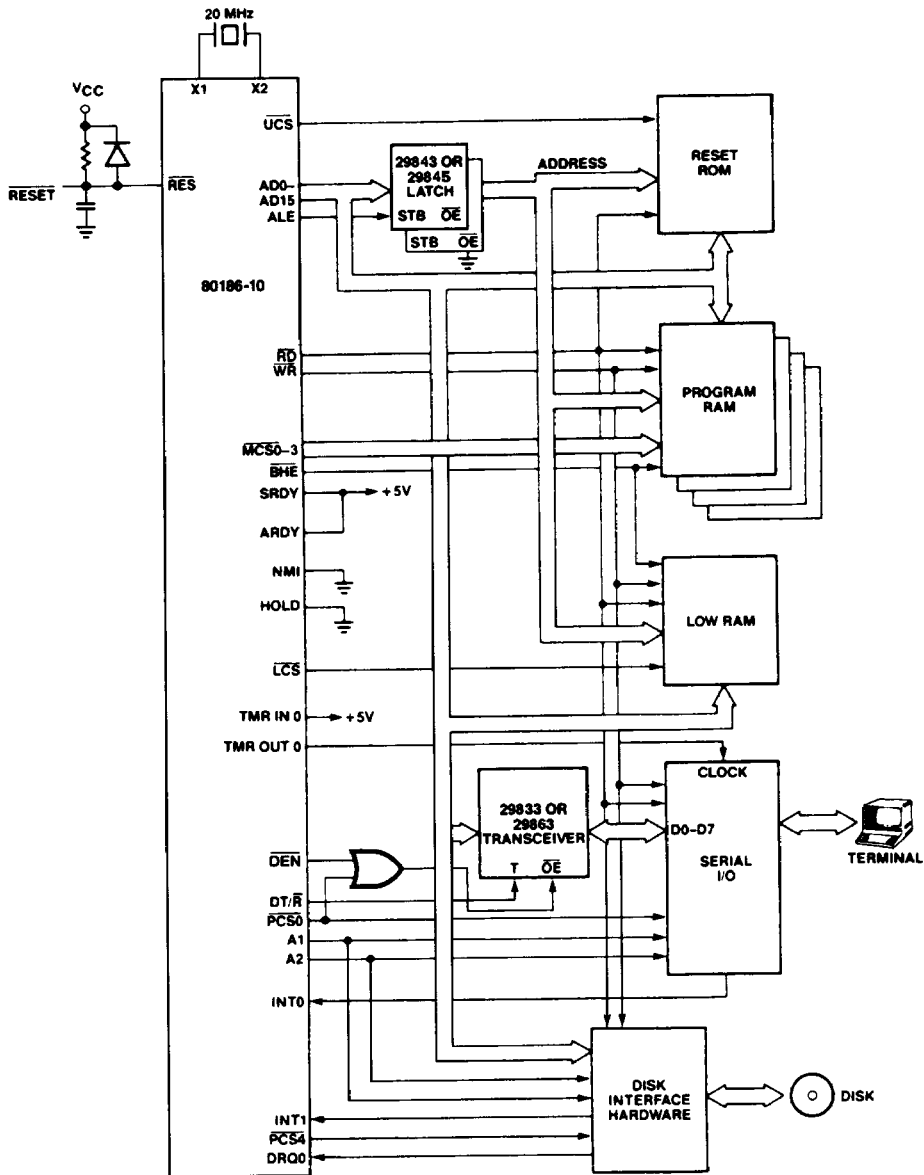 20 MHz
X1 X2
VCC
RESET
RES
UCS
AD0-
AD15
ALE
80186-10
29843 OR
29845
LATCH
STB OE
STB OE
ADDRESS
RESET
ROM
RD
WR
PROGRAM
RAM
MCS0-3
BHE
SRDY
+5V
ARDY
NMI
HOLD
LOW RAM
LCS
TMR IN 0
+5V
TMR OUT 0
CLOCK
29833 OR
29863
TRANSCEIVER
T OE
D0-D7
SERIAL
I/O
TERMINAL
DEN
DT/R
PCS0
A1
A2
INT0
DISK
INTERFACE
HARDWARE
DISK
INT1
PCS4
DRQ0